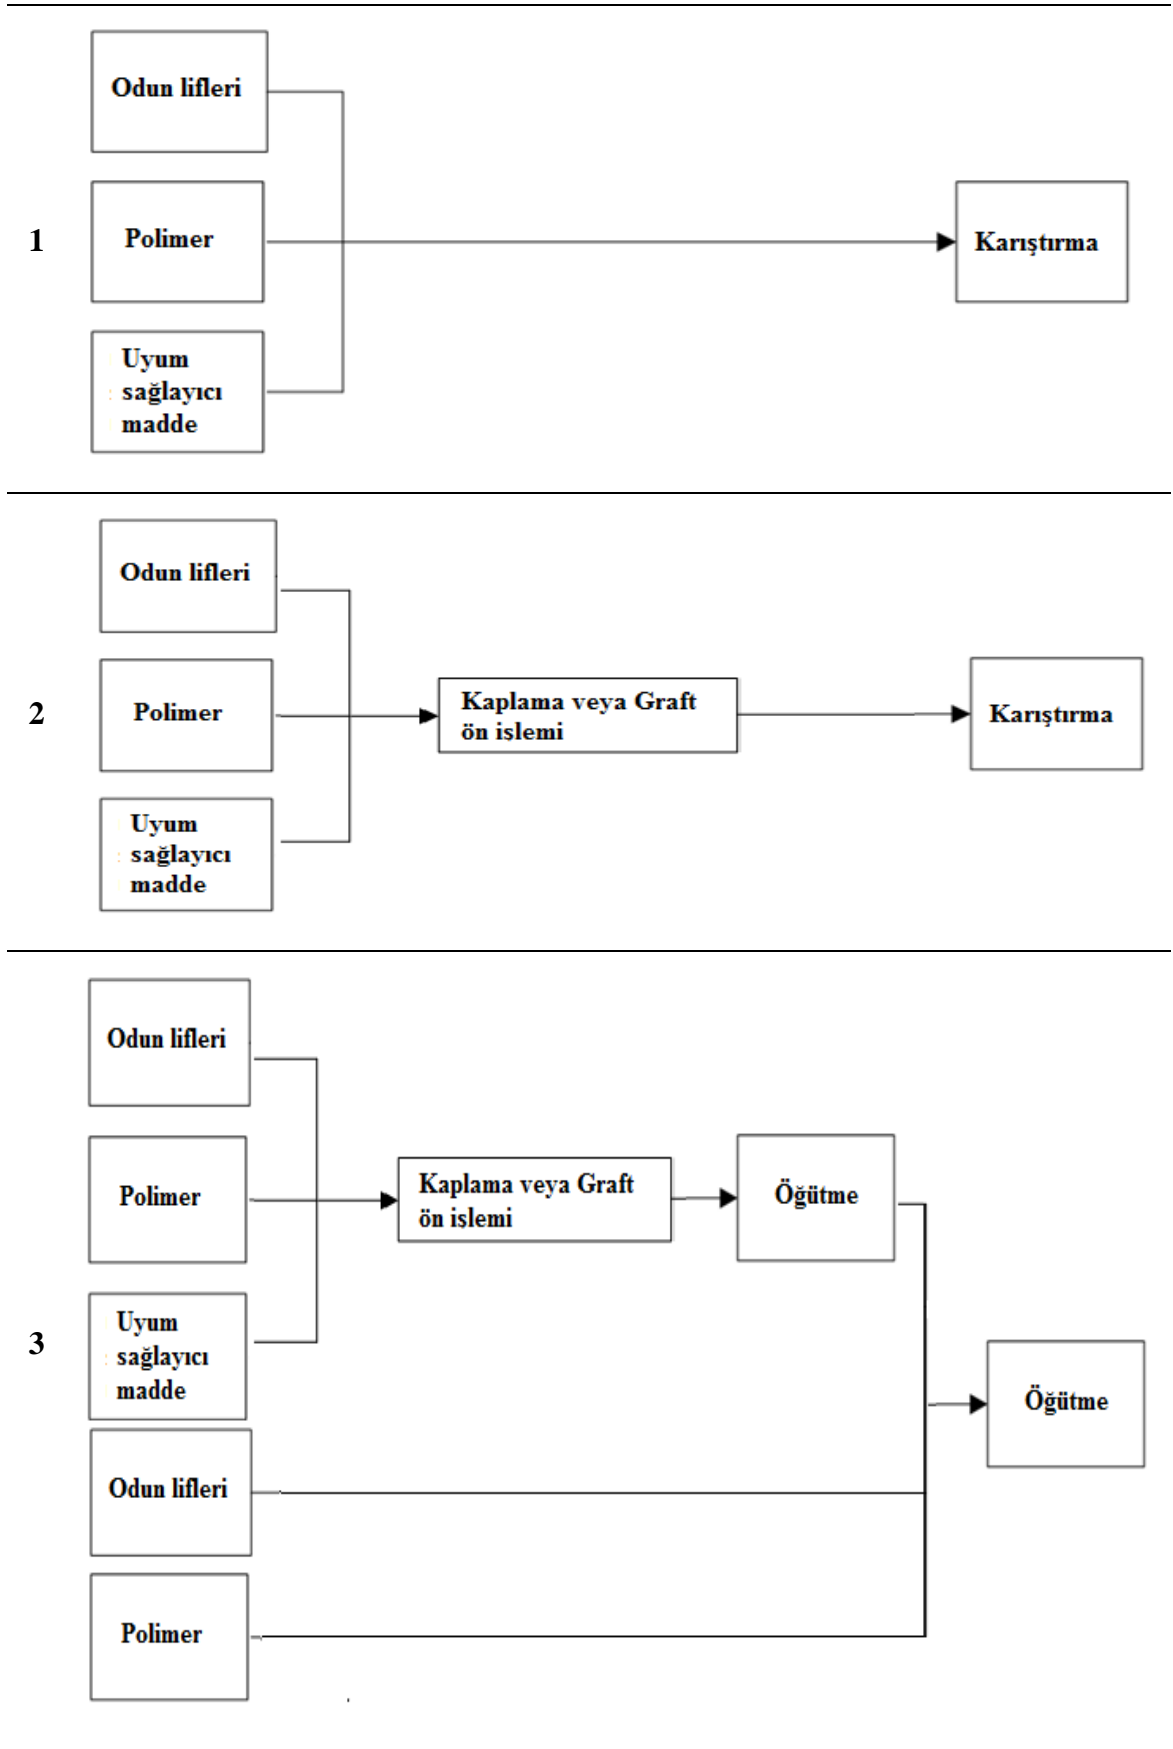 Odun lifleri
1
Polimer
Karıştırma
Uyum
sağlayıcı
madde
Odun lifleri
2
Polimer
Kaplama veya Graft
ön islemi
Karıştırma
Uyum
sağlayıcı
madde
Odun lifleri
Polimer
Kaplama veya Graft
ön işlemi
Öğütme
3
Uyum
sağlayıcı
madde
Öğütme
Odun lifleri
Polimer